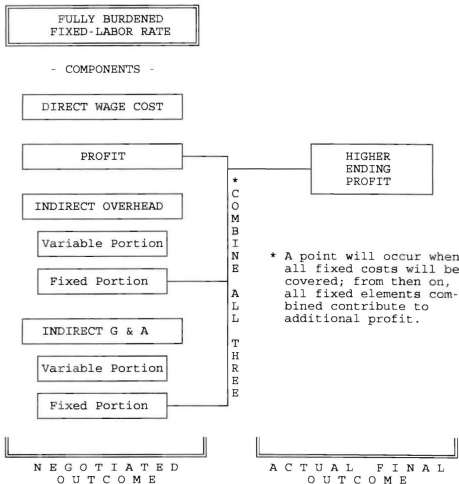 FULLY BURDENED
FIXED-LABOR RATE
- COMPONENTS -
DIRECT WAGE COST
PROFIT
INDIRECT OVERHEAD
Variable Portion
Fixed Portion
INDIRECT G & A
Variable Portion
Fixed Portion
* COMBINE ALL THREE
HIGHER
ENDING
PROFIT
* A point will occur when
all fixed costs will be
covered; from then on,
all fixed elements com-
bined contribute to
additional profit.
NEGOTIATED
OUTCOME
ACTUAL FINAL
OUTCOME